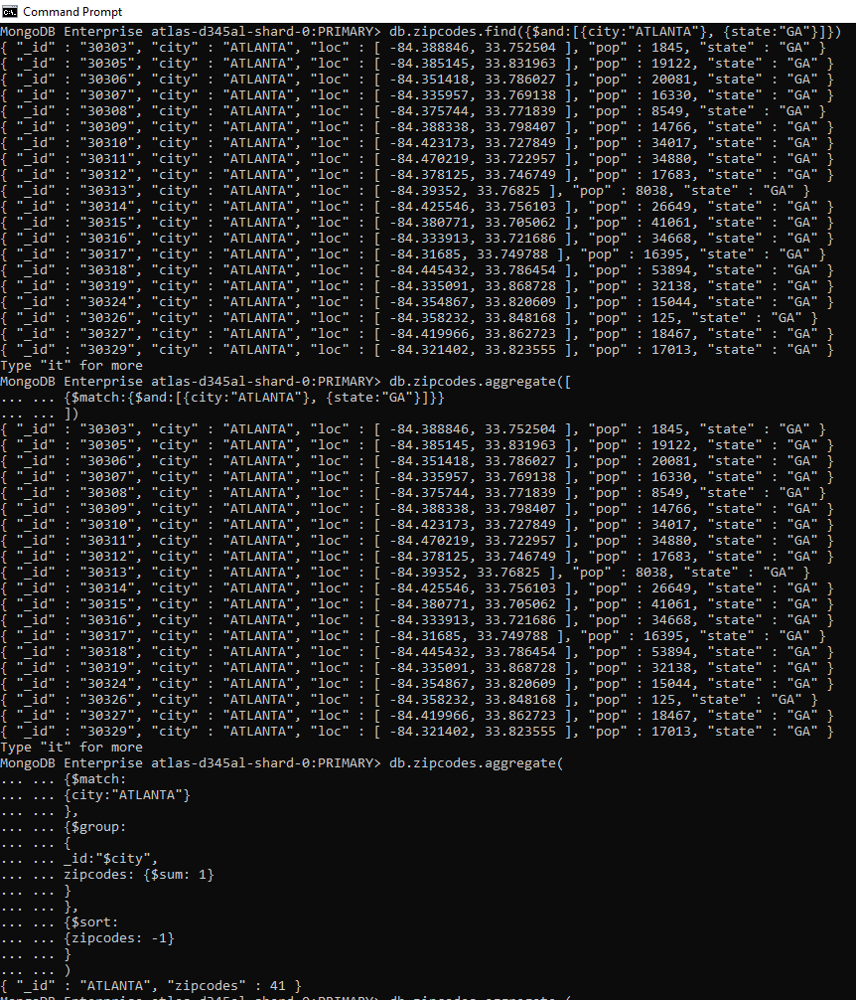 Command Prompt
MongoDB Enterprise atlas-d345al-shard-0:PRIMARY> db.zipcodes.find({$and:[{city:"ATLANTA"}, {state:"GA"}]})
{ "_id" : "30303", "city" : "ATLANTA", "loc" : [ -84.388846, 33.752504 ], "pop" : 1845, "state" : "GA" }
{ "_id" : "30305", "city" : "ATLANTA", "loc" : [ -84.385145, 33.831963 ], "pop" : 19122, "state" : "GA" }
{ "_id" : "30306", "city" : "ATLANTA", "loc" : [ -84.351418, 33.786027 ], "pop" : 20081, "state" : "GA" }
{ "_id" : "30307", "city" : "ATLANTA", "loc" : [ -84.335957, 33.769138 ], "pop" : 16330, "state" : "GA" }
{ "_id" : "30308", "city" : "ATLANTA", "loc" : [ -84.375744, 33.771839 ], "pop" : 8549, "state" : "GA" }
{ "_id" : "30309", "city" : "ATLANTA", "loc" : [ -84.388338, 33.798407 ], "pop" : 14766, "state" : "GA" }
{ "_id" : "30310", "city" : "ATLANTA", "loc" : [ -84.423173, 33.727849 ], "pop" : 34017, "state" : "GA" }
{ "_id" : "30311", "city" : "ATLANTA", "loc" : [ -84.470219, 33.722957 ], "pop" : 34880, "state" : "GA" }
{ "_id" : "30312", "city" : "ATLANTA", "loc" : [ -84.378125, 33.746749 ], "pop" : 17683, "state" : "GA" }
{ "_id" : "30313", "city" : "ATLANTA", "loc" : [ -84.39352, 33.76825 ], "pop" : 8038, "state" : "GA" }
{ "_id" : "30314", "city" : "ATLANTA", "loc" : [ -84.425546, 33.756103 ], "pop" : 26649, "state" : "GA" }
{ "_id" : "30315", "city" : "ATLANTA", "loc" : [ -84.380771, 33.705062 ], "pop" : 41061, "state" : "GA" }
{ "_id" : "30316", "city" : "ATLANTA", "loc" : [ -84.333913, 33.721686 ], "pop" : 34668, "state" : "GA" }
{ "_id" : "30317", "city" : "ATLANTA", "loc" : [ -84.31685, 33.749788 ], "pop" : 16395, "state" : "GA" }
{ "_id" : "30318", "city" : "ATLANTA", "loc" : [ -84.445432, 33.786454 ], "pop" : 53894, "state" : "GA" }
{ "_id" : "30319", "city" : "ATLANTA", "loc" : [ -84.335091, 33.868728 ], "pop" : 32138, "state" : "GA" }
{ "_id" : "30324", "city" : "ATLANTA", "loc" : [ -84.354867, 33.820609 ], "pop" : 15044, "state" : "GA" }
{ "_id" : "30326", "city" : "ATLANTA", "loc" : [ -84.358232, 33.848168 ], "pop" : 125, "state" : "GA" }
{ "_id" : "30327", "city" : "ATLANTA", "loc" : [ -84.419966, 33.862723 ], "pop" : 18467, "state" : "GA" }
{ "_id" : "30329", "city" : "ATLANTA", "loc" : [ -84.321402, 33.823555 ], "pop" : 17013, "state" : "GA" }
Type "it" for more
MongoDB Enterprise atlas-d345al-shard-0:PRIMARY> db.zipcodes.aggregate([
... ... {$match:{$and:[{city:"ATLANTA"}, {state:"GA"}]}}
... ... ])
{ "_id" : "30303", "city" : "ATLANTA", "loc" : [ -84.388846, 33.752504 ], "pop" : 1845, "state" : "GA" }
{ "_id" : "30305", "city" : "ATLANTA", "loc" : [ -84.385145, 33.831963 ], "pop" : 19122, "state" : "GA" }
{ "_id" : "30306", "city" : "ATLANTA", "loc" : [ -84.351418, 33.786027 ], "pop" : 20081, "state" : "GA" }
{ "_id" : "30307", "city" : "ATLANTA", "loc" : [ -84.335957, 33.769138 ], "pop" : 16330, "state" : "GA" }
{ "_id" : "30308", "city" : "ATLANTA", "loc" : [ -84.375744, 33.771839 ], "pop" : 8549, "state" : "GA" }
{ "_id" : "30309", "city" : "ATLANTA", "loc" : [ -84.388338, 33.798407 ], "pop" : 14766, "state" : "GA" }
{ "_id" : "30310", "city" : "ATLANTA", "loc" : [ -84.423173, 33.727849 ], "pop" : 34017, "state" : "GA" }
{ "_id" : "30311", "city" : "ATLANTA", "loc" : [ -84.470219, 33.722957 ], "pop" : 34880, "state" : "GA" }
{ "_id" : "30312", "city" : "ATLANTA", "loc" : [ -84.378125, 33.746749 ], "pop" : 17683, "state" : "GA" }
{ "_id" : "30313", "city" : "ATLANTA", "loc" : [ -84.39352, 33.76825 ], "pop" : 8038, "state" : "GA" }
{ "_id" : "30314", "city" : "ATLANTA", "loc" : [ -84.425546, 33.756103 ], "pop" : 26649, "state" : "GA" }
{ "_id" : "30315", "city" : "ATLANTA", "loc" : [ -84.380771, 33.705062 ], "pop" : 41061, "state" : "GA" }
{ "_id" : "30316", "city" : "ATLANTA", "loc" : [ -84.333913, 33.721686 ], "pop" : 34668, "state" : "GA" }
{ "_id" : "30317", "city" : "ATLANTA", "loc" : [ -84.31685, 33.749788 ], "pop" : 16395, "state" : "GA" }
{ "_id" : "30318", "city" : "ATLANTA", "loc" : [ -84.445432, 33.786454 ], "pop" : 53894, "state" : "GA" }
{ "_id" : "30319", "city" : "ATLANTA", "loc" : [ -84.335091, 33.868728 ], "pop" : 32138, "state" : "GA" }
{ "_id" : "30324", "city" : "ATLANTA", "loc" : [ -84.354867, 33.820609 ], "pop" : 15044, "state" : "GA" }
{ "_id" : "30326", "city" : "ATLANTA", "loc" : [ -84.358232, 33.848168 ], "pop" : 125, "state" : "GA" }
{ "_id" : "30327", "city" : "ATLANTA", "loc" : [ -84.419966, 33.862723 ], "pop" : 18467, "state" : "GA" }
{ "_id" : "30329", "city" : "ATLANTA", "loc" : [ -84.321402, 33.823555 ], "pop" : 17013, "state" : "GA" }
Type "it" for more
MongoDB Enterprise atlas-d345al-shard-0:PRIMARY> db.zipcodes.aggregate(
... ... {$match:
... ... {city:"ATLANTA"}
... ... },
... ... {$group:
... ... {
... ... _id:"$city",
... ... zipcodes: {$sum: 1}
... ... }
... ... },
... ... {$sort:
... ... {zipcodes: -1}
... ... }
... ... )
{ "_id" : "ATLANTA", "zipcodes" : 41 }
MongoDB Enterprise atlas-d345al-shard-0:PRIMARY> db.zipcodes.aggregate (